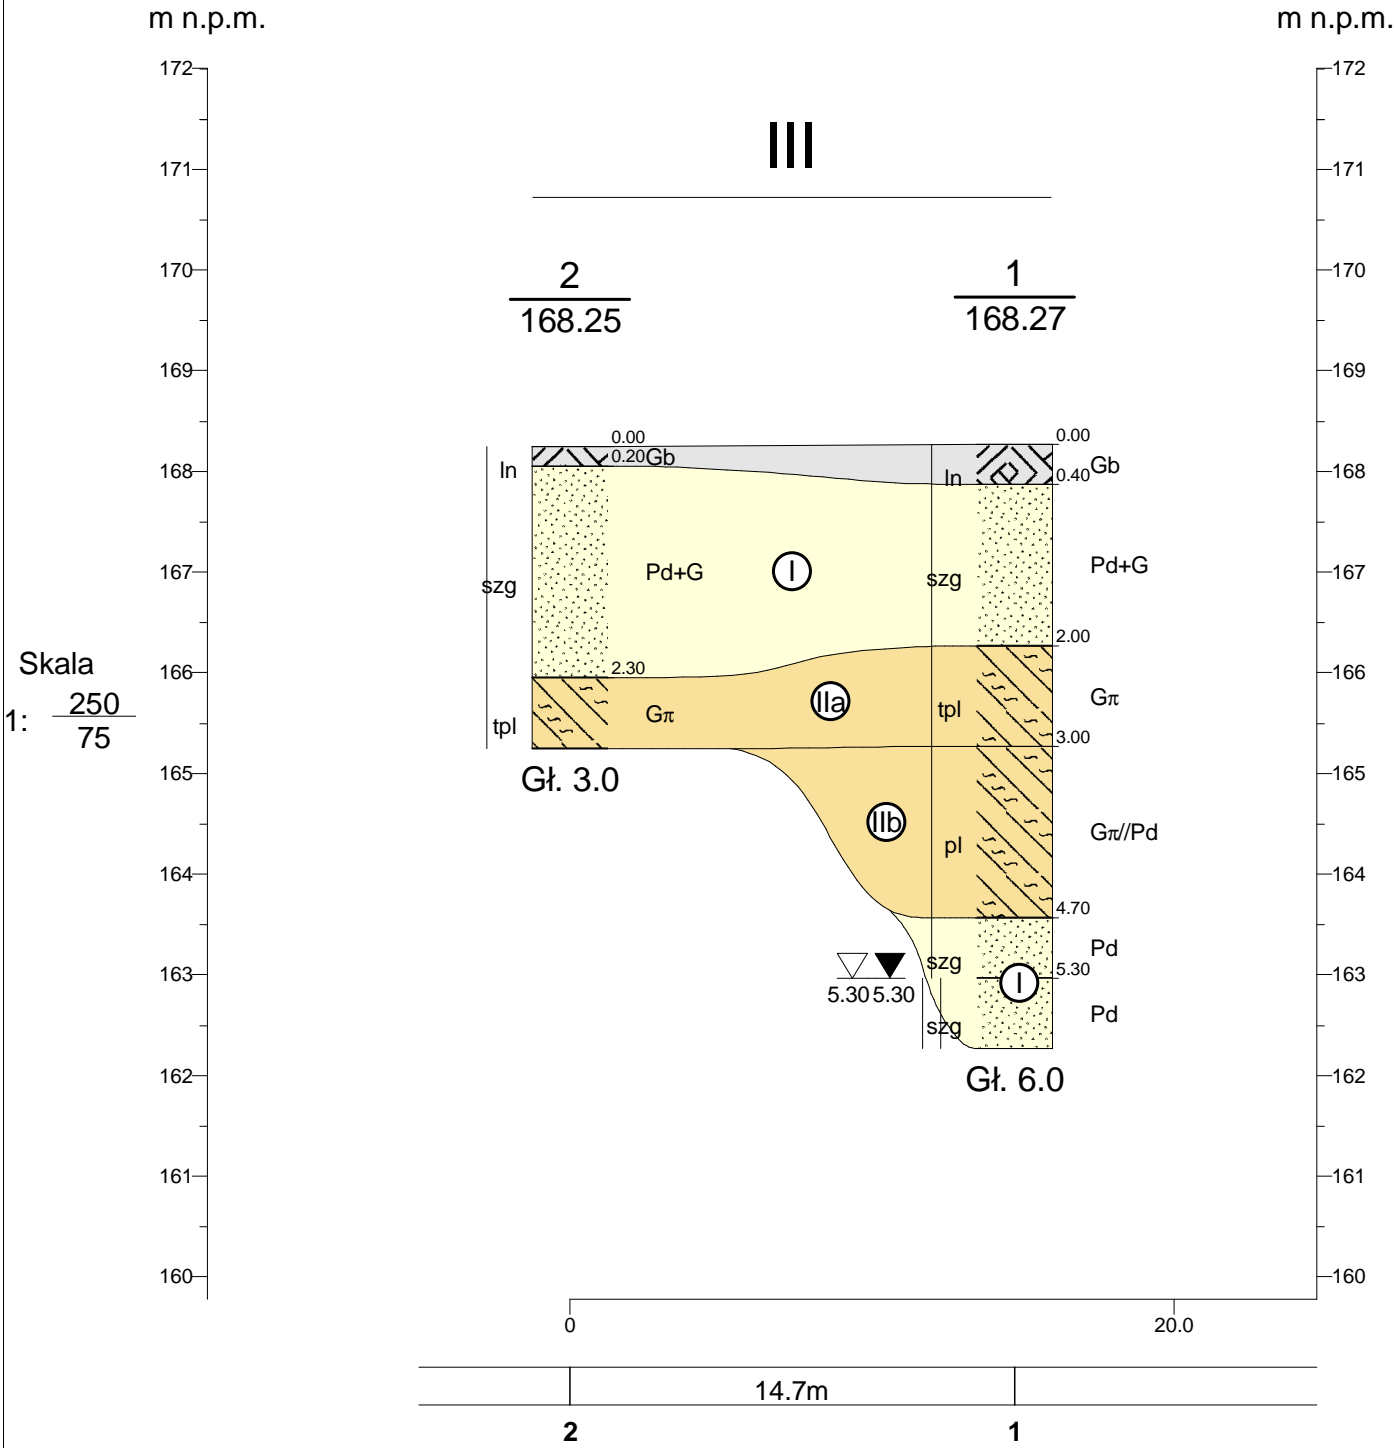 m n.p.m. m n.p.m.
172 172
III
171 171
2 1
270 170
168.25 168.27
169 169
0.00 0.00
0.20 Gb Gb
ln ln 0.40
168 168
Pd+G I szg Pd+G
szg
167 167
2.00
2.30
Skala 166 166
1: 250
75
tpl Gπ IIa tpl Gπ
3.00
165 165
Gł. 3.0
IIb pl Gπ//Pd
164 164
4.70
Pd
szg 5.30
163 I 163
5.30 5.30
szg Pd
162 162
Gł. 6.0
161 161
160 160
0 20.0
14.7m
2 1